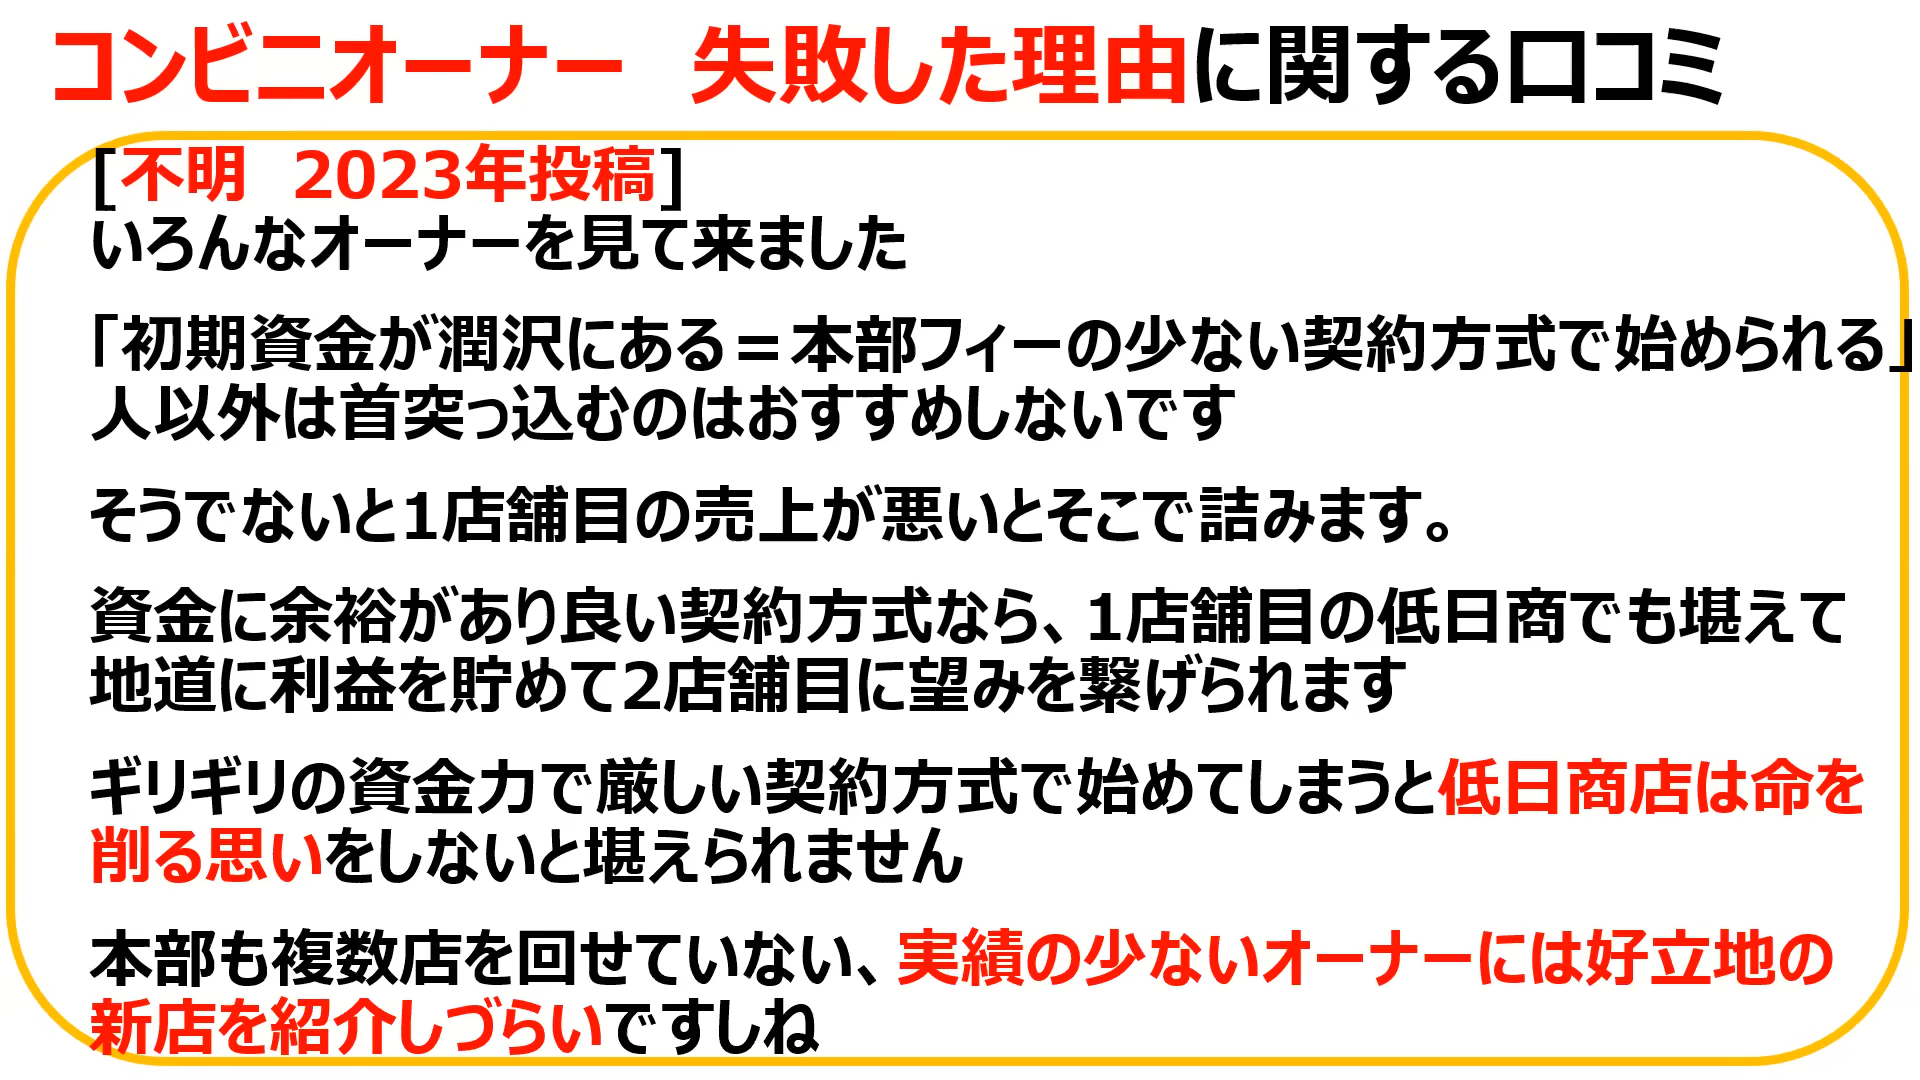 コンビニオーナー　失敗した理由に関する口コミ
[不明　2023年投稿]
いろんなオーナーを見て来ました
「初期資金が潤沢にある＝本部フィーの少ない契約方式で始められる」
人以外は首突っ込むのはおすすめしないです
そうでないと1店舗目の売上が悪いとそこで詰みます。
資金に余裕があり良い契約方式なら、1店舗目の低日商でも堪えて
地道に利益を貯めて2店舗目に望みを繋げられます
ギリギリの資金力で厳しい契約方式で始めてしまうと低日商店は命を
削る思いをしないと堪えられません
本部も複数店を回せていない、実績の少ないオーナーには好立地の
新店を紹介しづらいですしね